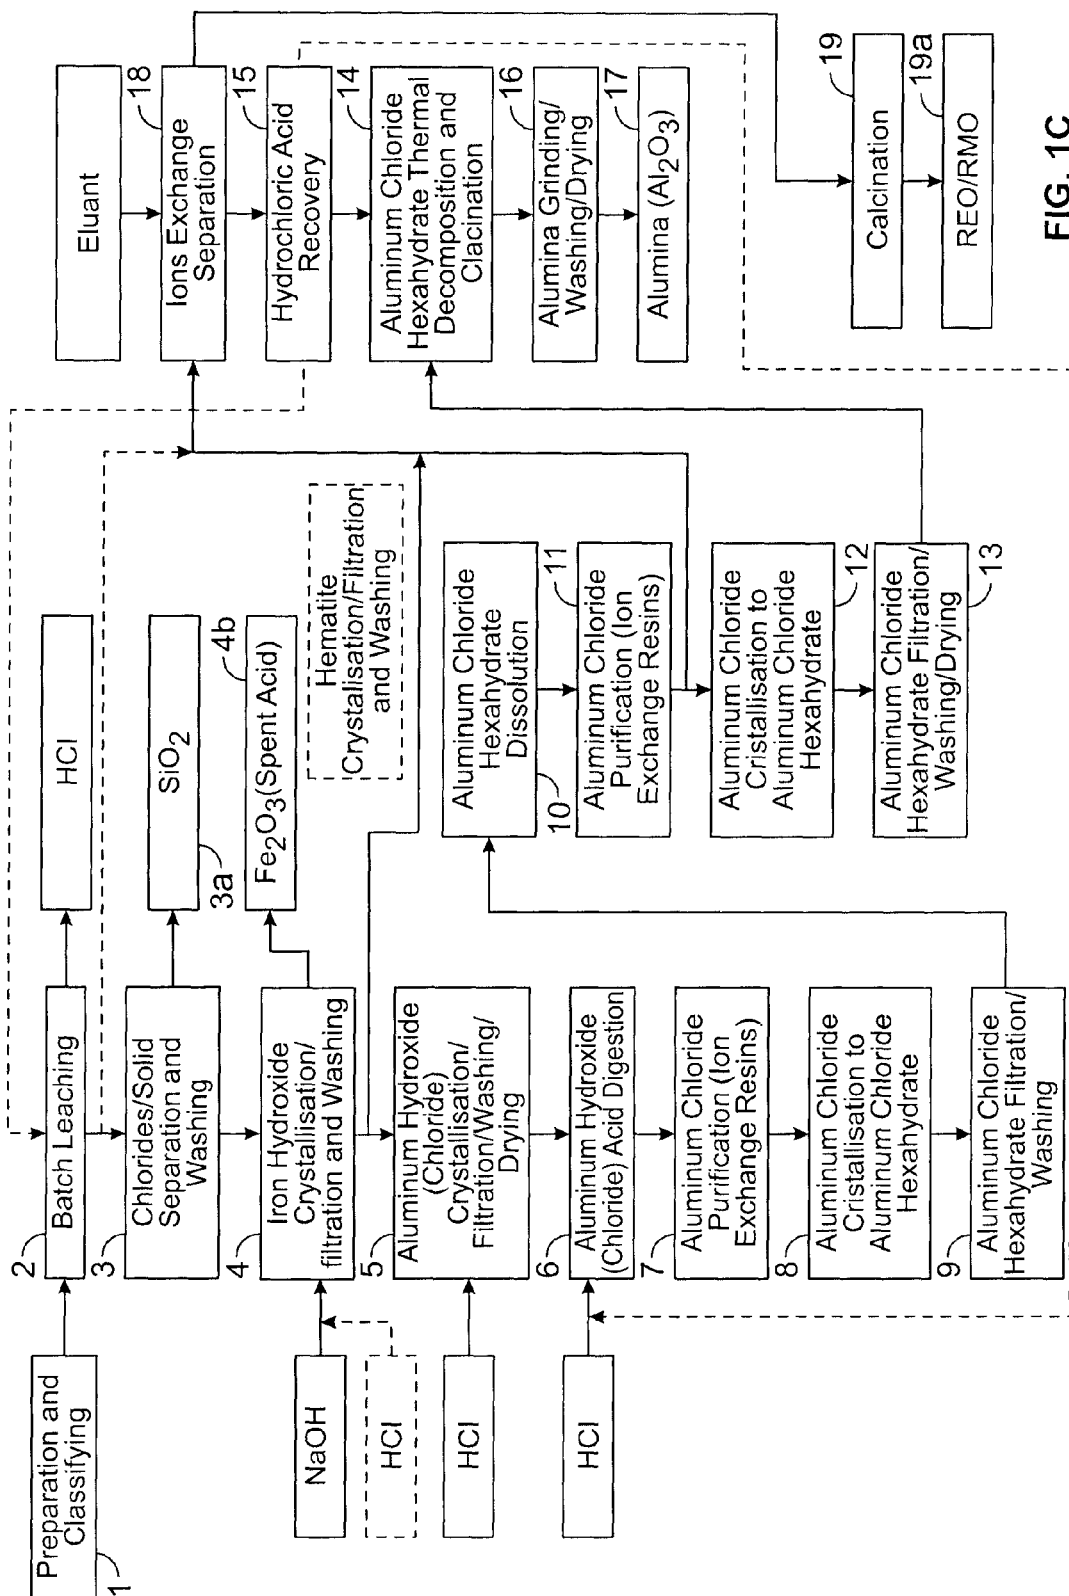 Preparation and
Classifying
1
2
Batch Leaching
HCl
3
Chlorides/Solid
Separation and
Washing
SiO2
3a
NaOH
HCl
4
Iron Hydroxide
Crystallisation/
filtration and Washing
4b
Fe2O3(Spent Acid)
Hematite
Crystalisation/Filtration
and Washing
HCl
5
Aluminum Hydroxide
(Chloride)
Crystallisation/
Filtration/Washing/
Drying
HCl
6
Aluminum Hydroxide
(Chloride) Acid Digestion
7
Aluminum Chloride
Purification (Ion
Exchange Resins)
8
Aluminum Chloride
Cristallisation to
Aluminum Chloride
Hexahydrate
9
Aluminum Chloride
Hexahydrate Filtration/
Washing
Aluminum Chloride
Hexahydrate
Dissolution
10
11
Aluminum Chloride
Purification (Ion
Exchange Resins)
Aluminum Chloride
Cristallisation to
Aluminum Chloride
Hexahydrate
12
Aluminum Chloride
Hexahydrate Filtration/
Washing/Drying
13
Eluant
18
Ions Exchange
Separation
15
Hydrochloric Acid
Recovery
14
Aluminum Chloride
Hexahydrate Thermal
Decomposition and
Clacination
16
Alumina Grinding/
Washing/Drying
17
Alumina (Al2O3)
19
Calcination
19a
REO/RMO
FIG. 1C